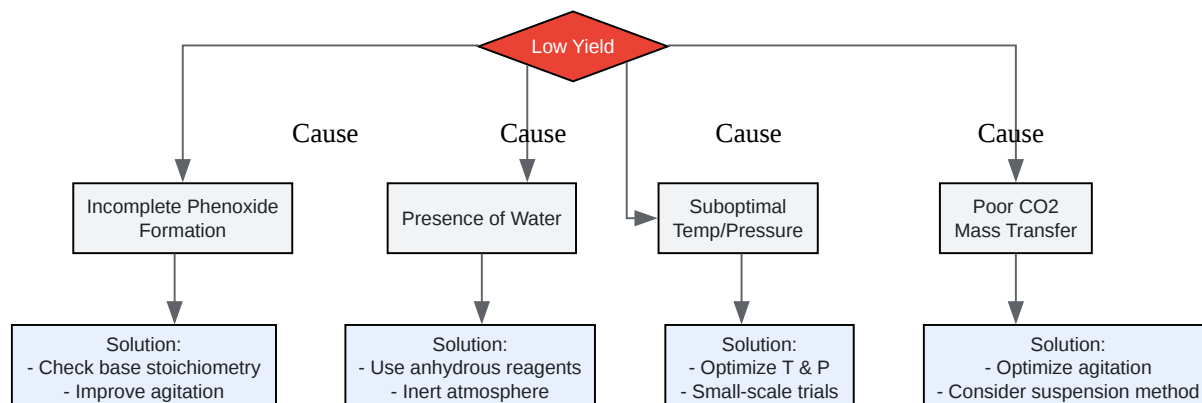 Low Yield
Cause
Cause
Cause
Cause
Incomplete Phenoxide
Formation
Presence of Water
Suboptimal
Temp/Pressure
Poor CO2
Mass Transfer
Solution:
- Check base stoichiometry
- Improve agitation
Solution:
- Use anhydrous reagents
- Inert atmosphere
Solution:
- Optimize T & P
- Small-scale trials
Solution:
- Optimize agitation
- Consider suspension method